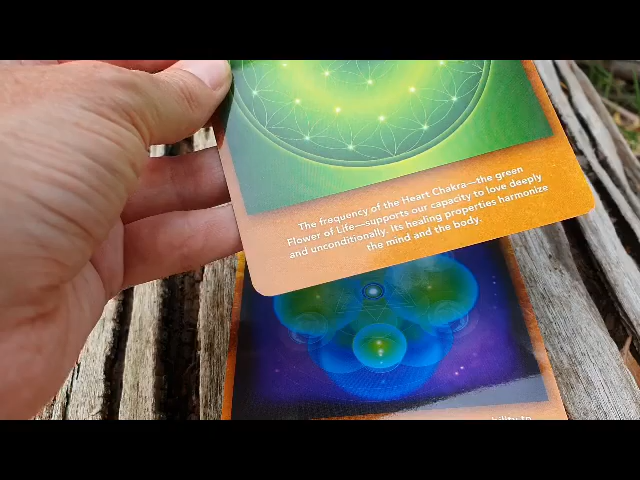 The frequency of the Heart Chakra—the green
Flower of Life—supports our capacity to love deeply
and unconditionally. Its healing properties harmonize
the mind and the body.
to